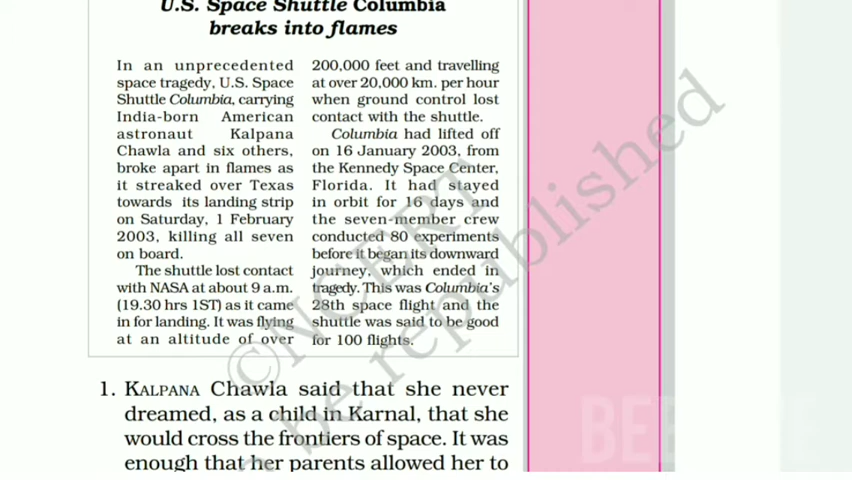 U.S. Space Shuttle Columbia
breaks into flames
In an unprecedented
space tragedy, U.S. Space
Shuttle Columbia, carrying
India-born American
astronaut Kalpana
Chawla and six others,
broke apart in flames as
it streaked over Texas
towards its landing strip
on Saturday, 1 February
2003, killing all seven
on board.
The shuttle lost contact
with NASA at about 9 a.m.
(19.30 hrs 1ST) as it came
in for landing. It was flying
at an altitude of over
200,000 feet and travelling
at over 20,000 km. per hour
when ground control lost
contact with the shuttle.
Columbia had lifted off
on 16 January 2003, from
the Kennedy Space Center,
Florida. It had stayed
in orbit for 16 days and
the seven-member crew
conducted 80 experiments
before it began its downward
journey, which ended in
tragedy. This was Columbia's
28th space flight and the
shuttle was said to be good
for 100 flights.
1. KALPANA Chawla said that she never
dreamed, as a child in Karnal, that she
would cross the frontiers of space. It was
enough that her parents allowed her to
©NCERT
be republished